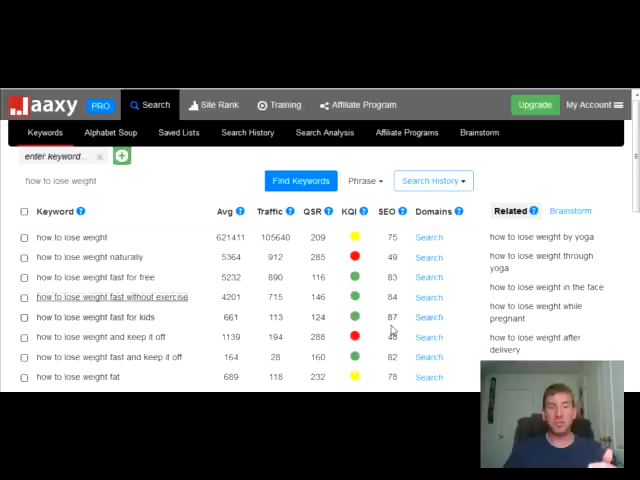 Jaaxy PRO Search Site Rank Training Affiliate Program Upgrade My Account
Keywords Alphabet Soup Saved Lists Search History Search Analysis Affiliate Programs Brainstorm
enter keyword...
how to lose weight Find Keywords Phrase Search History
Keyword ? Avg ? Traffic ? QSR ? KQI ? SEO ? Domains ? Related ? Brainstorm
how to lose weight 621411 105640 209 75 Search
how to lose weight naturally 5364 912 285 49 Search
how to lose weight fast for free 5232 890 116 83 Search
how to lose weight fast without exercise 4201 715 146 84 Search
how to lose weight fast for kids 661 113 124 87 Search
how to lose weight and keep it off 1139 194 288 48 Search
how to lose weight fast and keep it off 164 28 160 82 Search
how to lose weight fat 689 118 232 78 Search
how to lose weight by yoga
how to lose weight through
yoga
how to lose weight in the face
how to lose weight while
pregnant
how to lose weight after
delivery